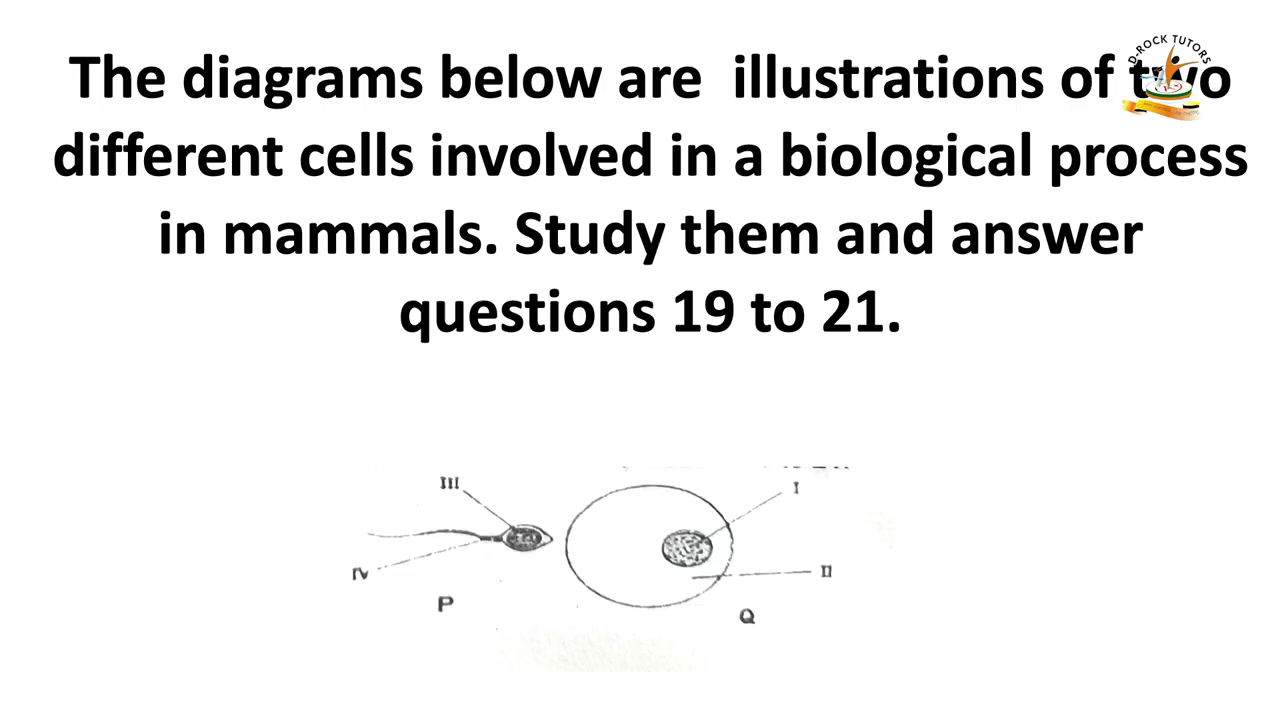 D-ROCK TUTORS
The diagrams below are illustrations of two
different cells involved in a biological process
in mammals. Study them and answer
questions 19 to 21.
III
I
IV
II
P
Q